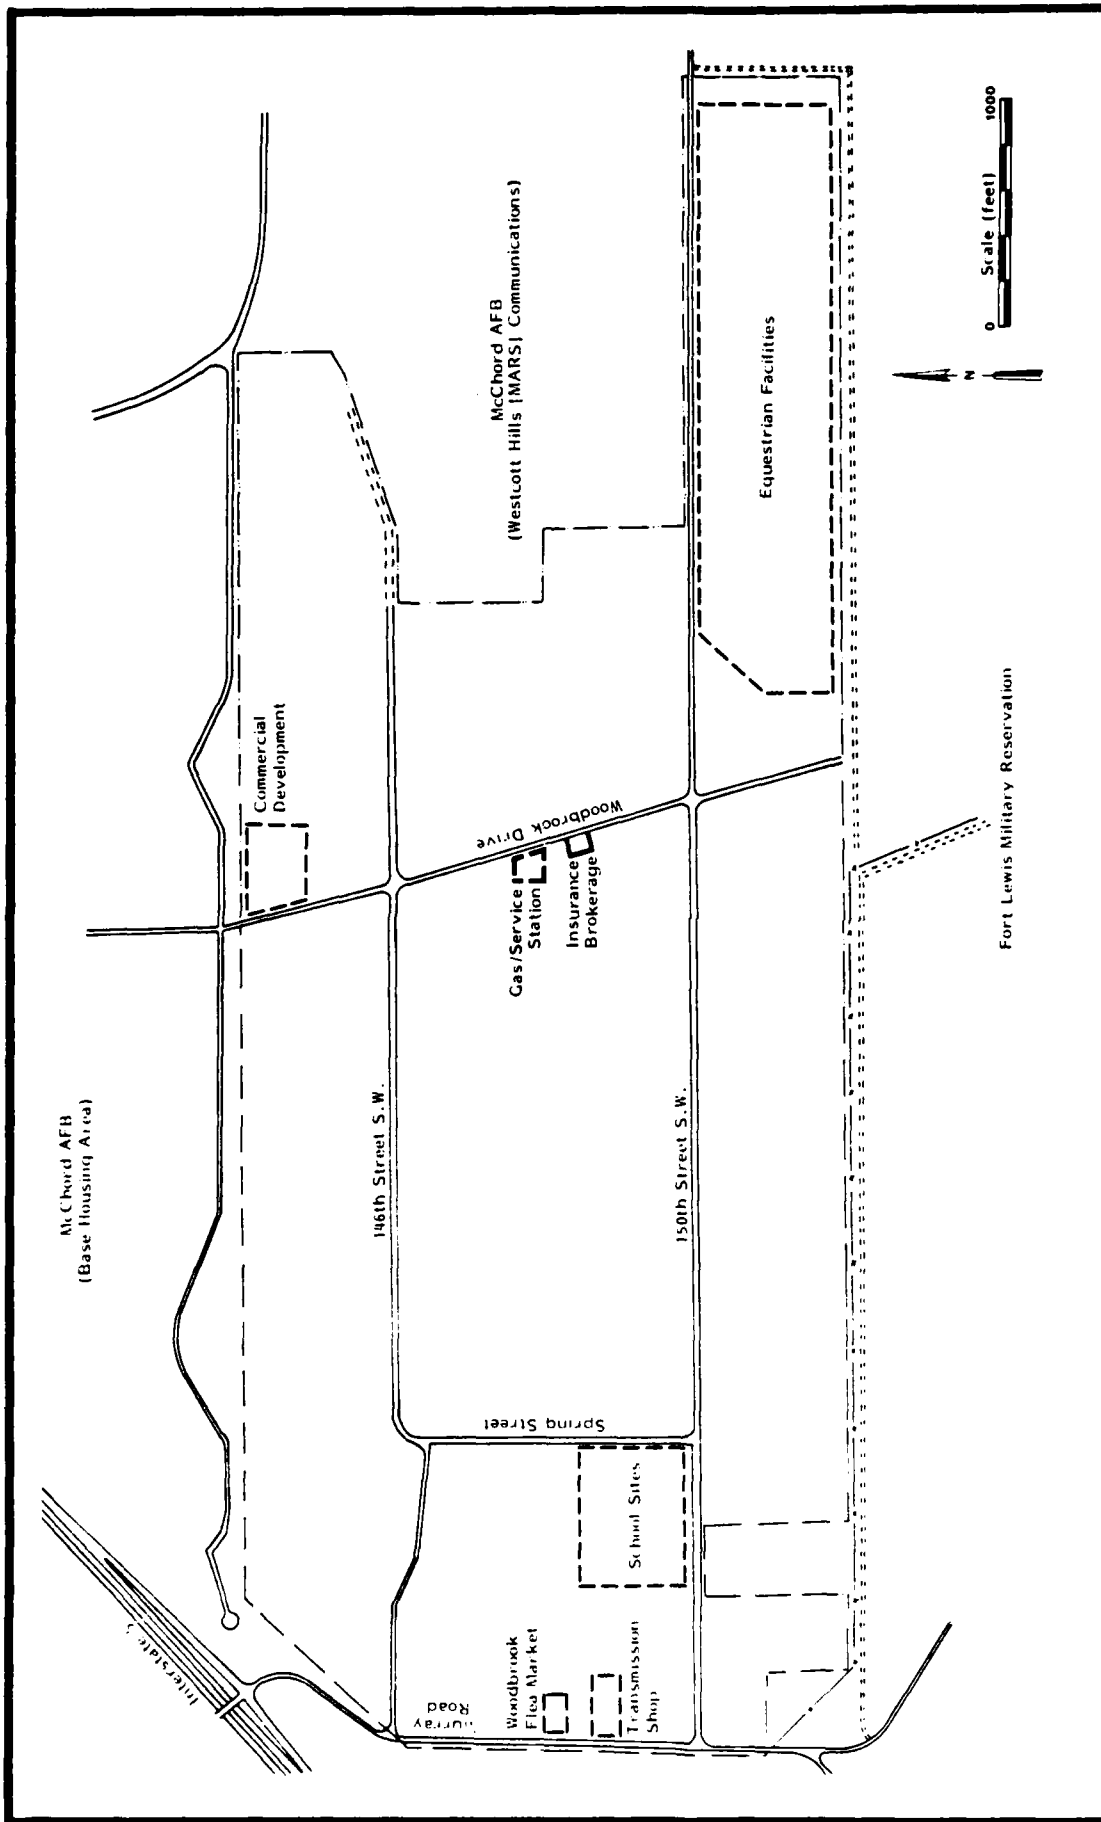 McChord AFB
(Base Housing Area)
Interstate
Commercial
Development
McChord AFB
(Westcott Hills [MARS] Communications)
146th Street S.W.
Woodbrock Drive
Gas/Service
Station
Insurance
Brokerage
Spring Street
Road
Woodbrook
Flea Market
Transmission
Shop
School Sites
150th Street S.W.
Equestrian Facilities
Fort Lewis Military Reservation
N
Scale (feet)
0
1000